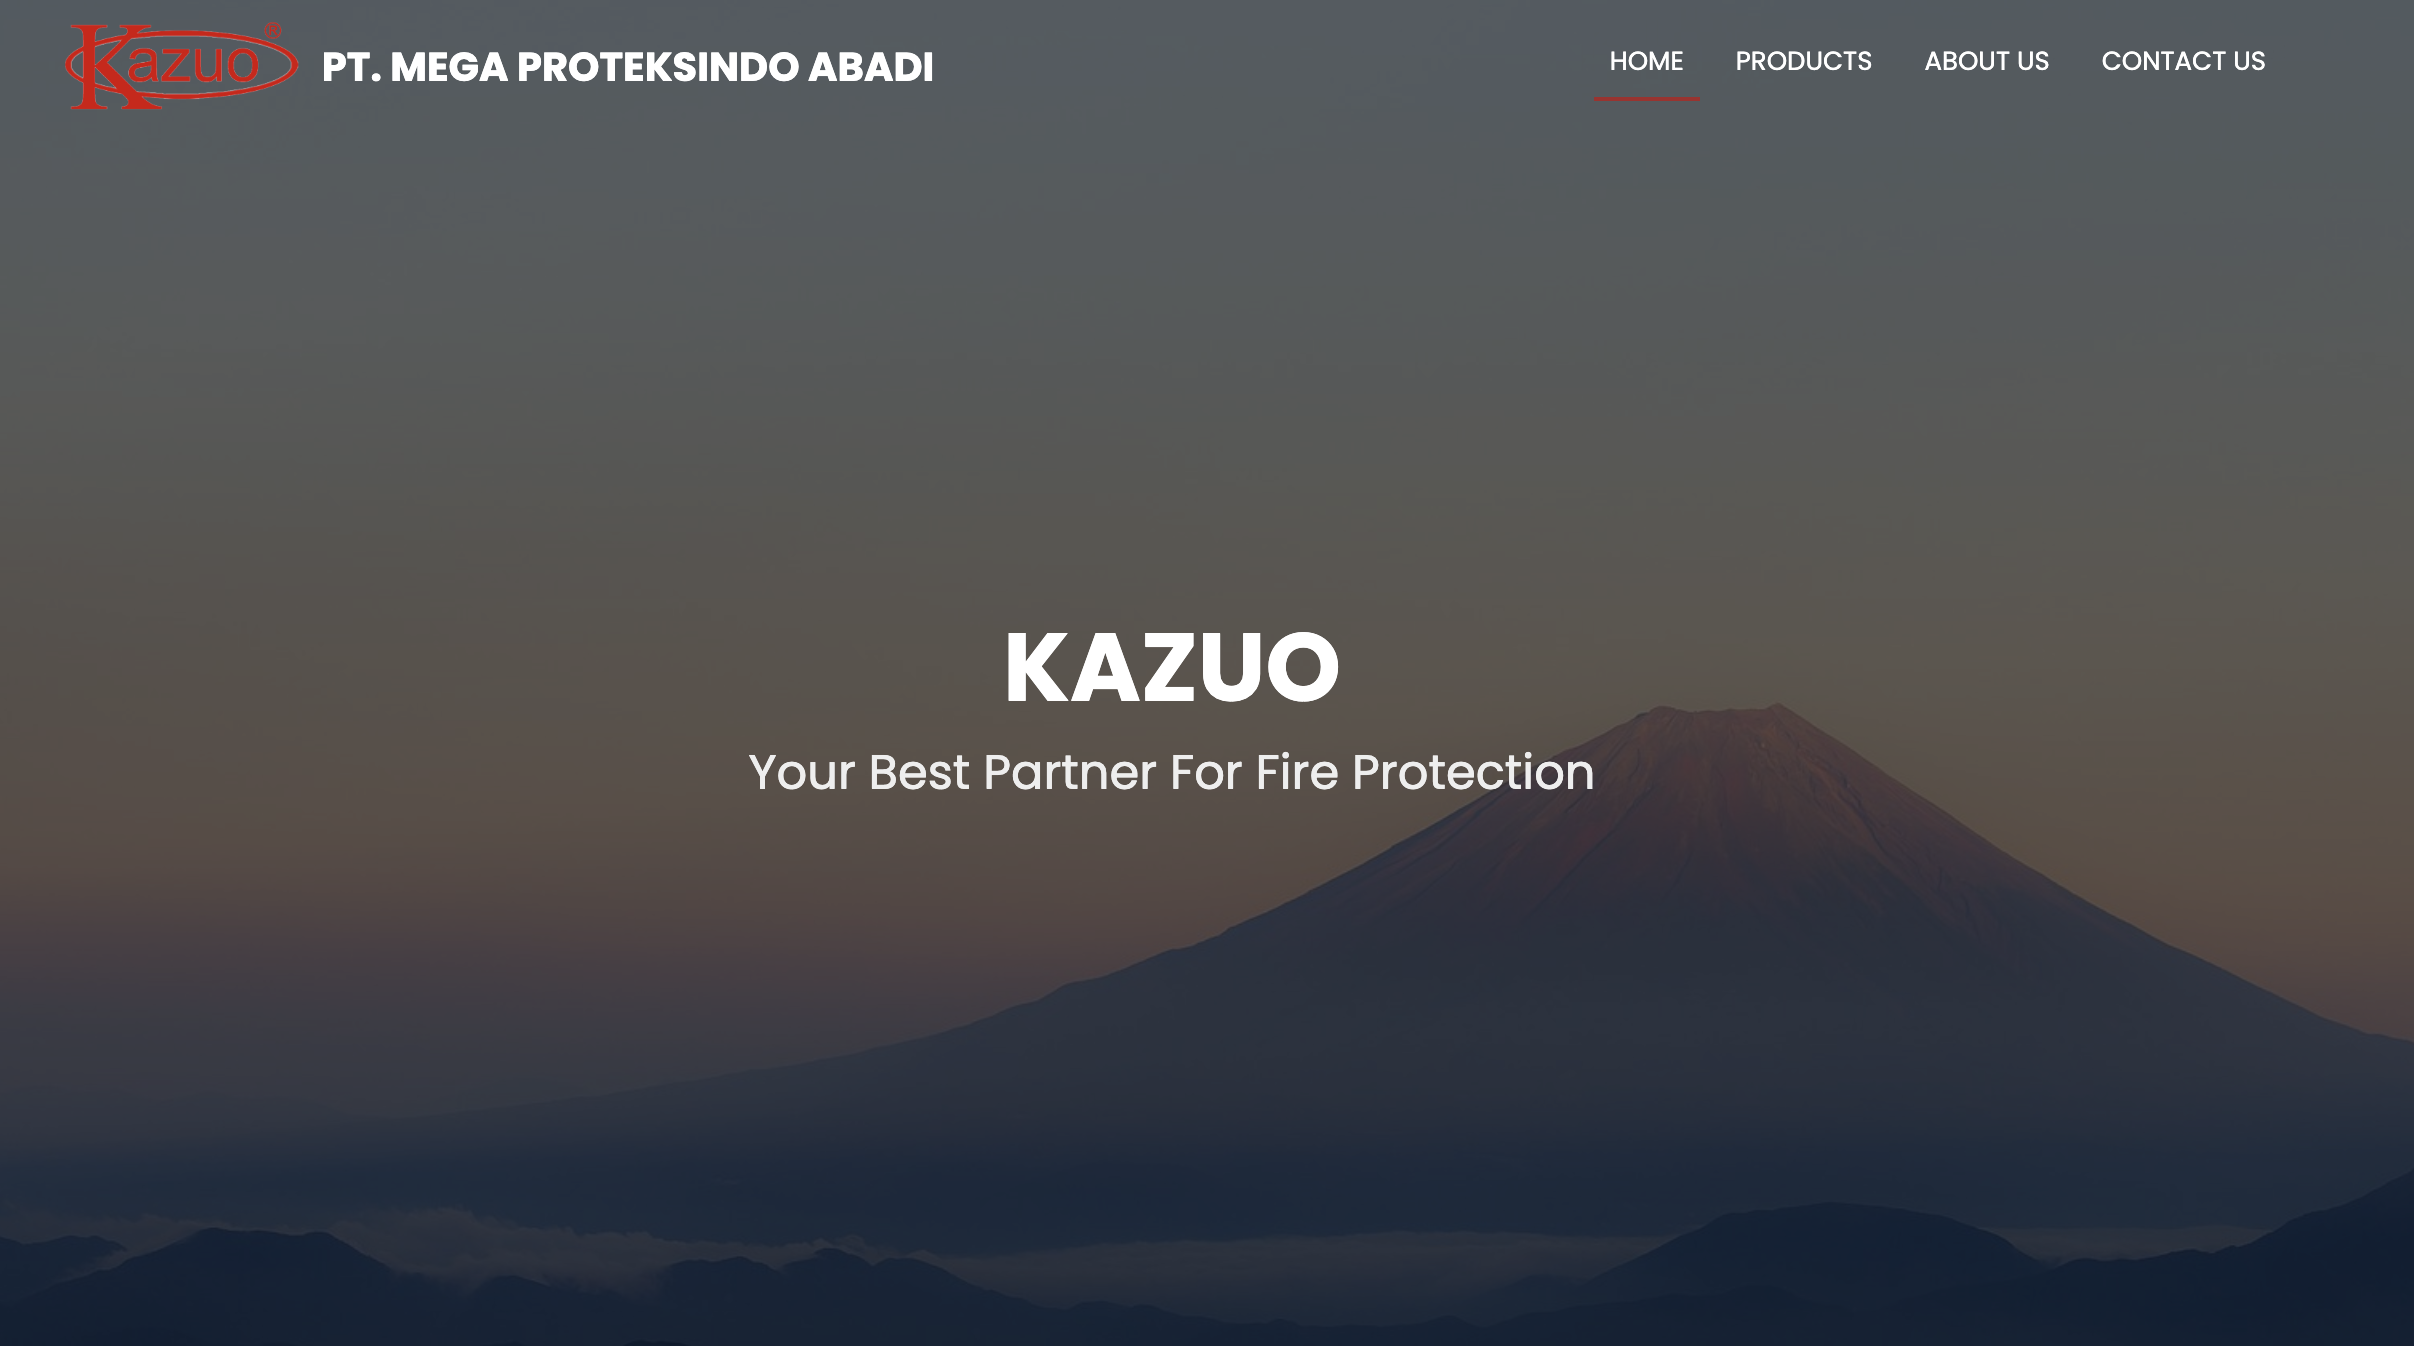 Kazuo®
PT. MEGA PROTEKSINDO ABADI
HOME
PRODUCTS
ABOUT US
CONTACT US
KAZUO
Your Best Partner For Fire Protection